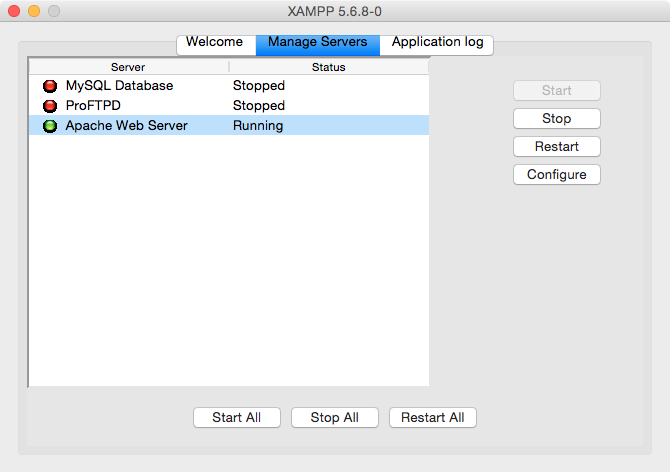 XAMPP 5.6.8-0
Welcome Manage Servers Application log
Server Status
MySQL Database Stopped
ProFTPD Stopped
Apache Web Server Running
Start
Stop
Restart
Configure
Start All Stop All Restart All